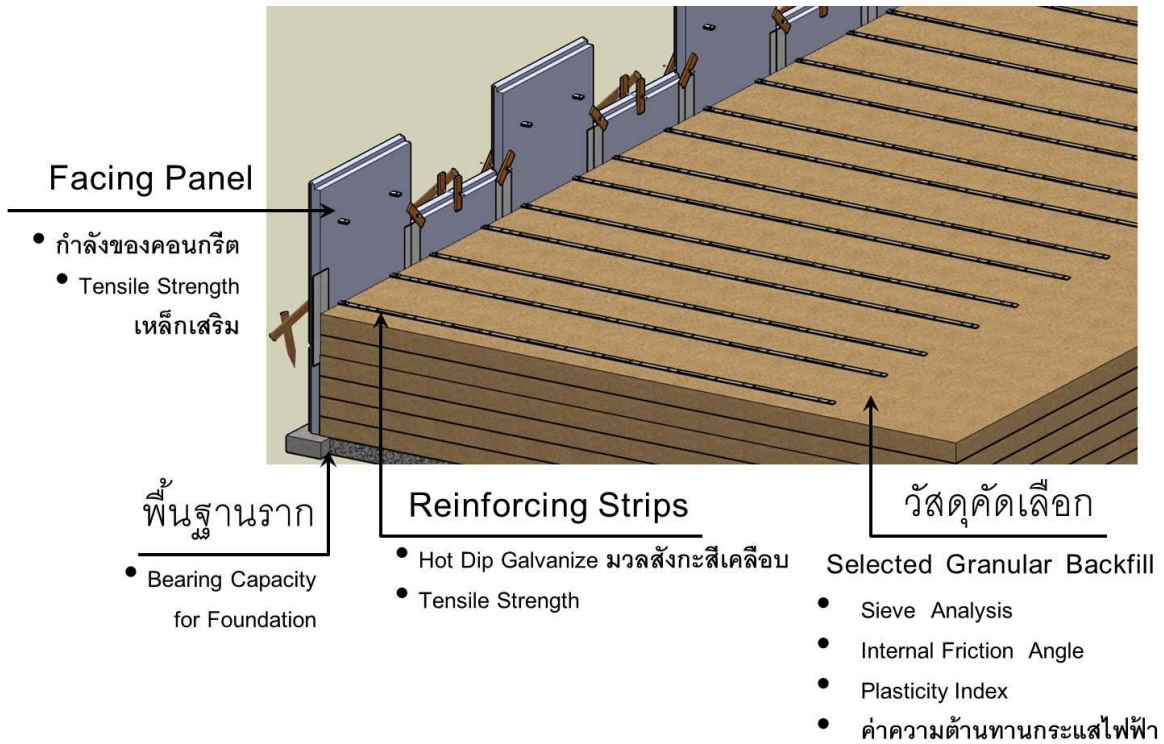 Facing Panel
• กำลังของคอนกรีต
• Tensile Strength
เหล็กเสริม
พื้นฐานราก
• Bearing Capacity
for Foundation
Reinforcing Strips
• Hot Dip Galvanize มวลสังกะสีเคลือบ
• Tensile Strength
วัสดุคัดเลือก
Selected Granular Backfill
• Sieve Analysis
• Internal Friction Angle
• Plasticity Index
• ค่าความต้านทานกระแสไฟฟ้า